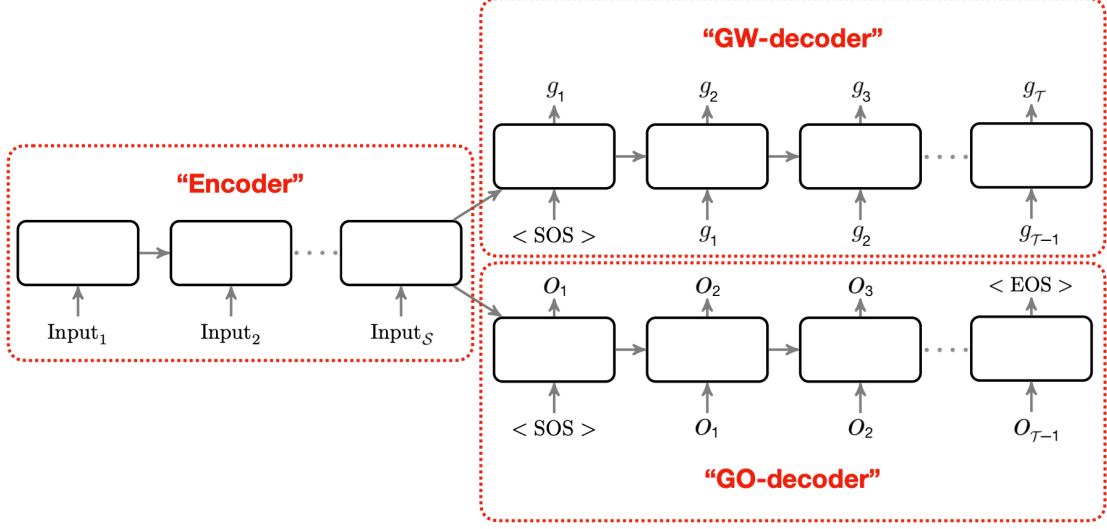 “GW-decoder”
g1 g2 g3 g𝒯
“Encoder”
< SOS > g1 g2 g𝒯−1
O1 O2 O3 < EOS >
Input1 Input2 Input𝒮
< SOS > O1 O2 O𝒯−1
“GO-decoder”